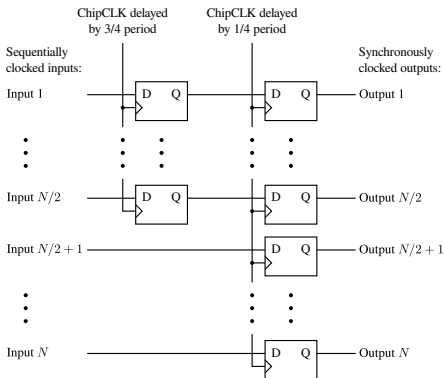 ChipCLK delayed
by 3/4 period
ChipCLK delayed
by 1/4 period
Sequentially
clocked inputs:
Synchronously
clocked outputs:
Input 1
D Q
D Q
Output 1
Input N/2
D Q
D Q
Output N/2
Input N/2 + 1
D Q
Output N/2 + 1
Input N
D Q
Output N